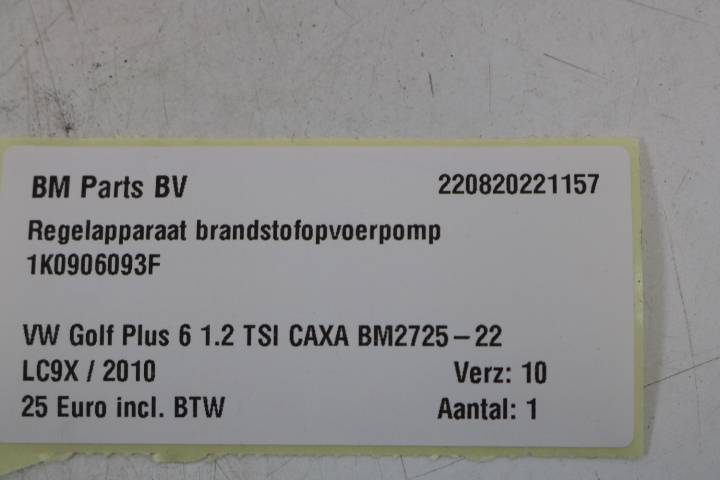 BM Parts BV 220820221157
Regelapparaat brandstofopvoerpomp
1K0906093F
VW Golf Plus 6 1.2 TSI CAXA BM2725-22
LC9X / 2010 Verz: 10
25 Euro incl. BTW Aantal: 1